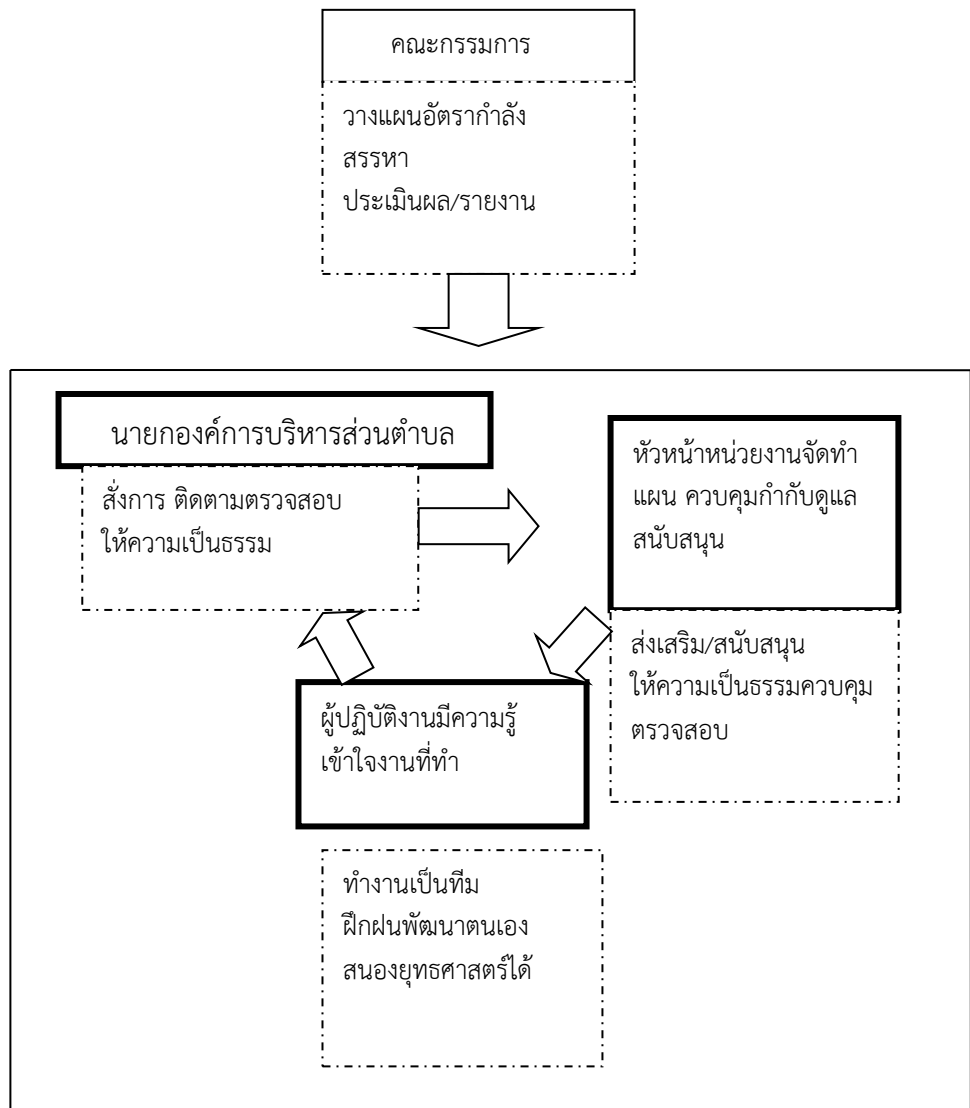 คณะกรรมการ
วางแผนอัตรากำลัง
สรรหา
ประเมินผล/รายงาน
นายกองค์การบริหารส่วนตำบล
สั่งการ ติดตามตรวจสอบ
ให้ความเป็นธรรม
หัวหน้าหน่วยงานจัดทำ
แผน ควบคุมกำกับดูแล
สนับสนุน
ส่งเสริม/สนับสนุน
ให้ความเป็นธรรมควบคุม
ตรวจสอบ
ผู้ปฏิบัติงานมีความรู้
เข้าใจงานที่ทำ
ทำงานเป็นทีม
ฝึกฝนพัฒนาตนเอง
สนองยุทธศาสตร์ได้